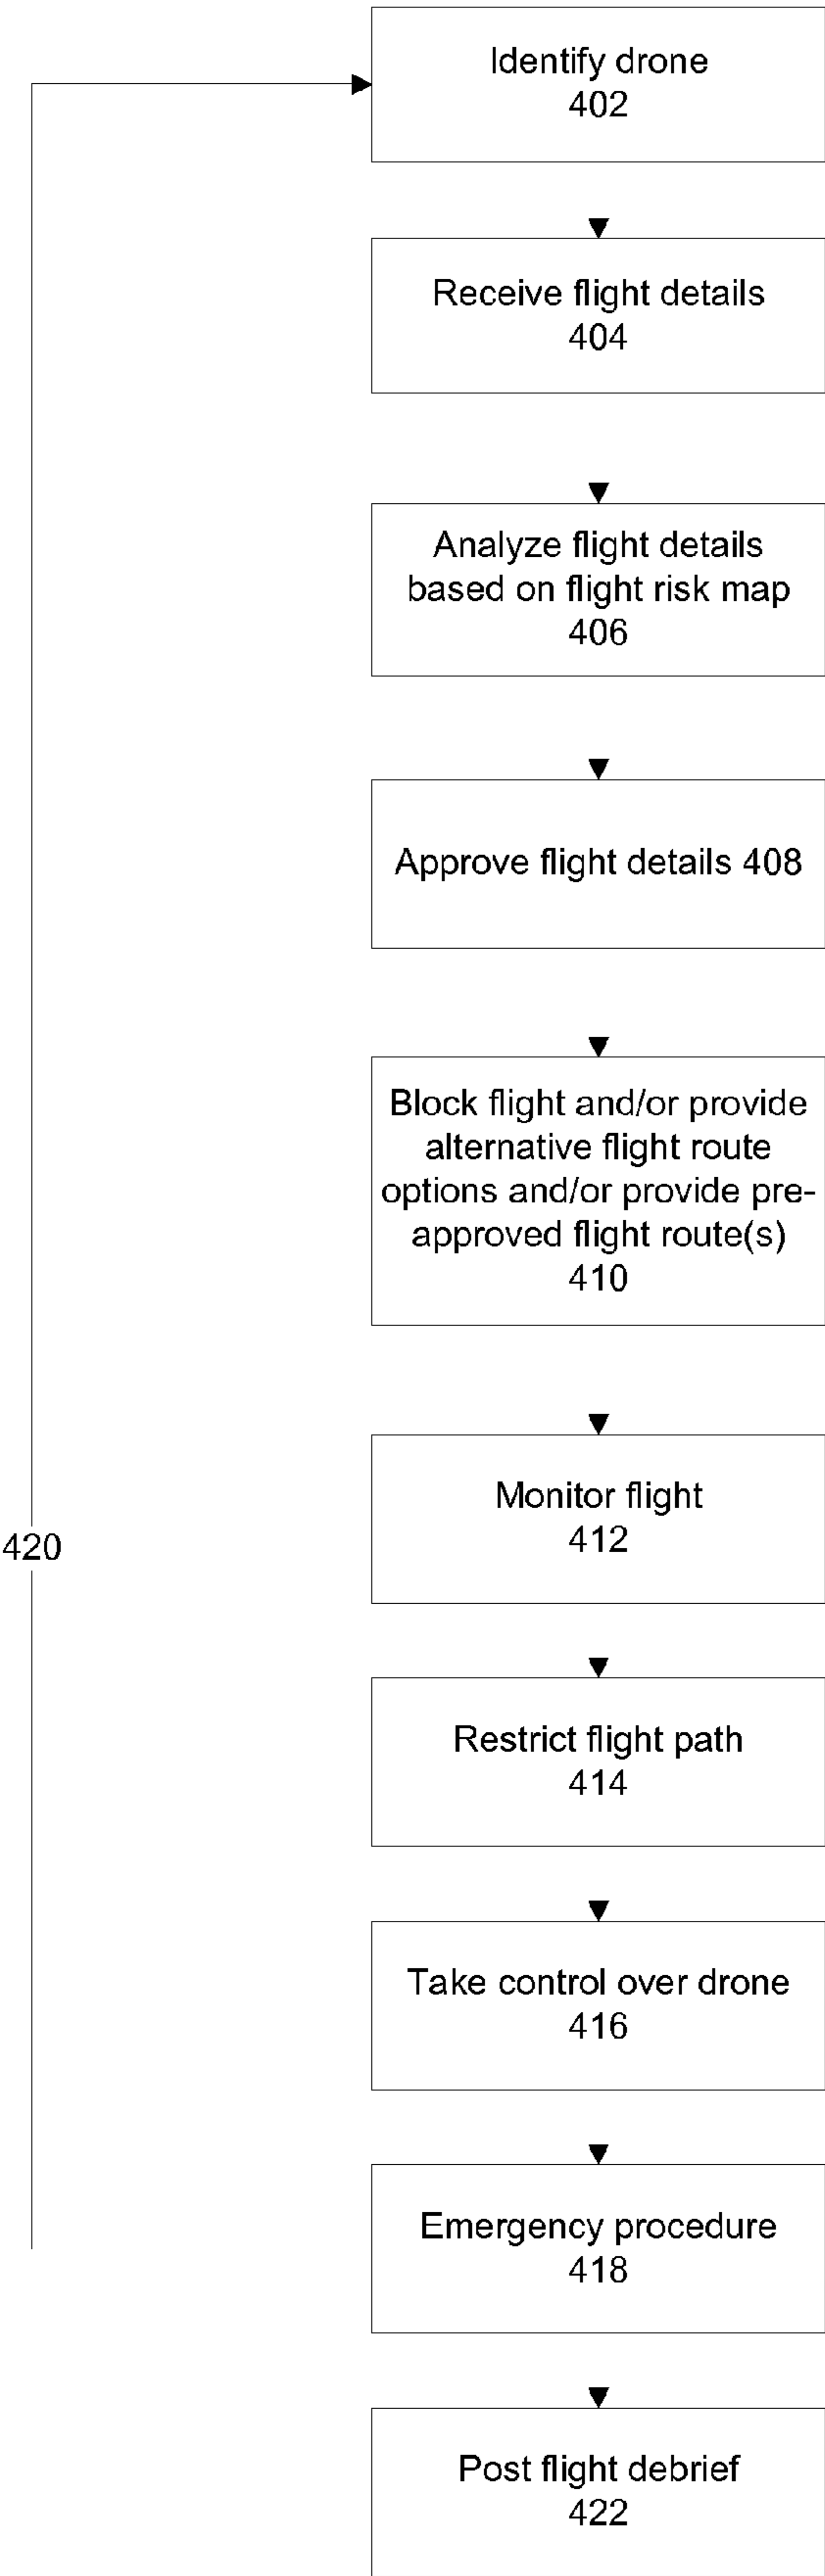 Identify drone
402
Receive flight details
404
Analyze flight details
based on flight risk map
406
Approve flight details 408
Block flight and/or provide
alternative flight route
options and/or provide pre-
approved flight route(s)
410
Monitor flight
412
420
Restrict flight path
414
Take control over drone
416
Emergency procedure
418
Post flight debrief
422